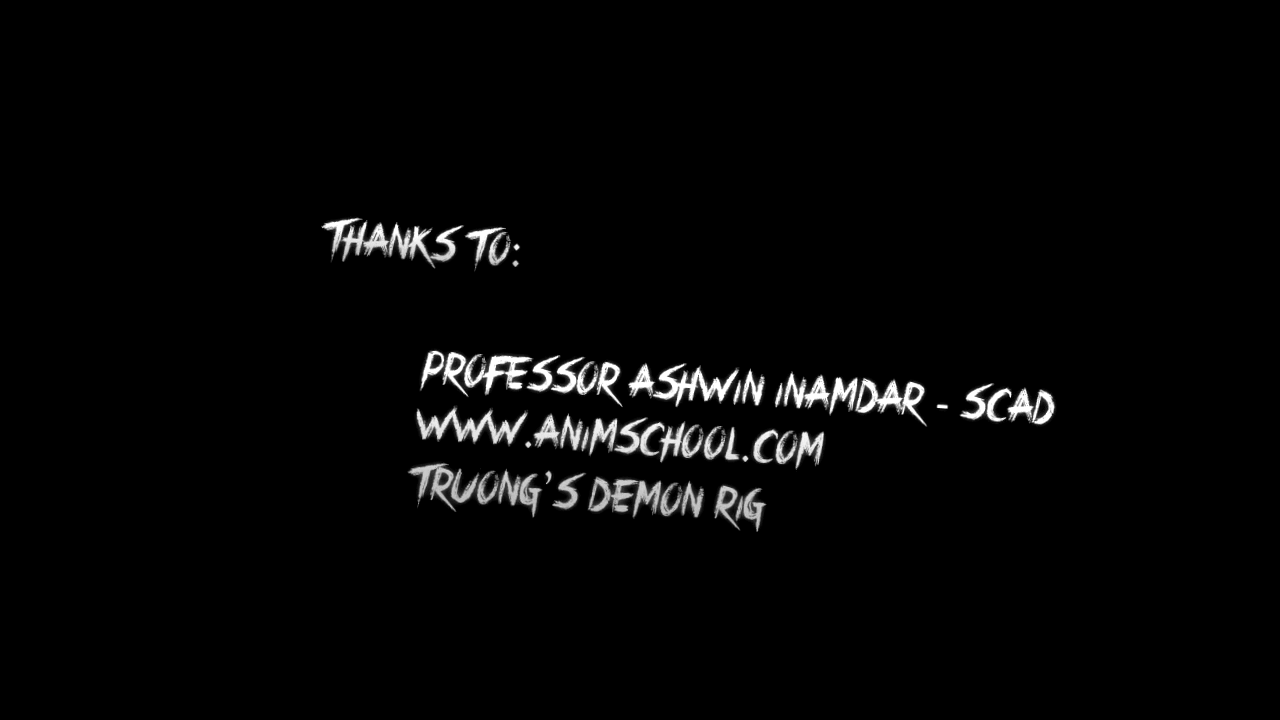 THANKS TO:
PROFESSOR ASHWIN INAMDAR - SCAD
WWW.ANIMSCHOOL.COM
TRUONG'S DEMON RIG